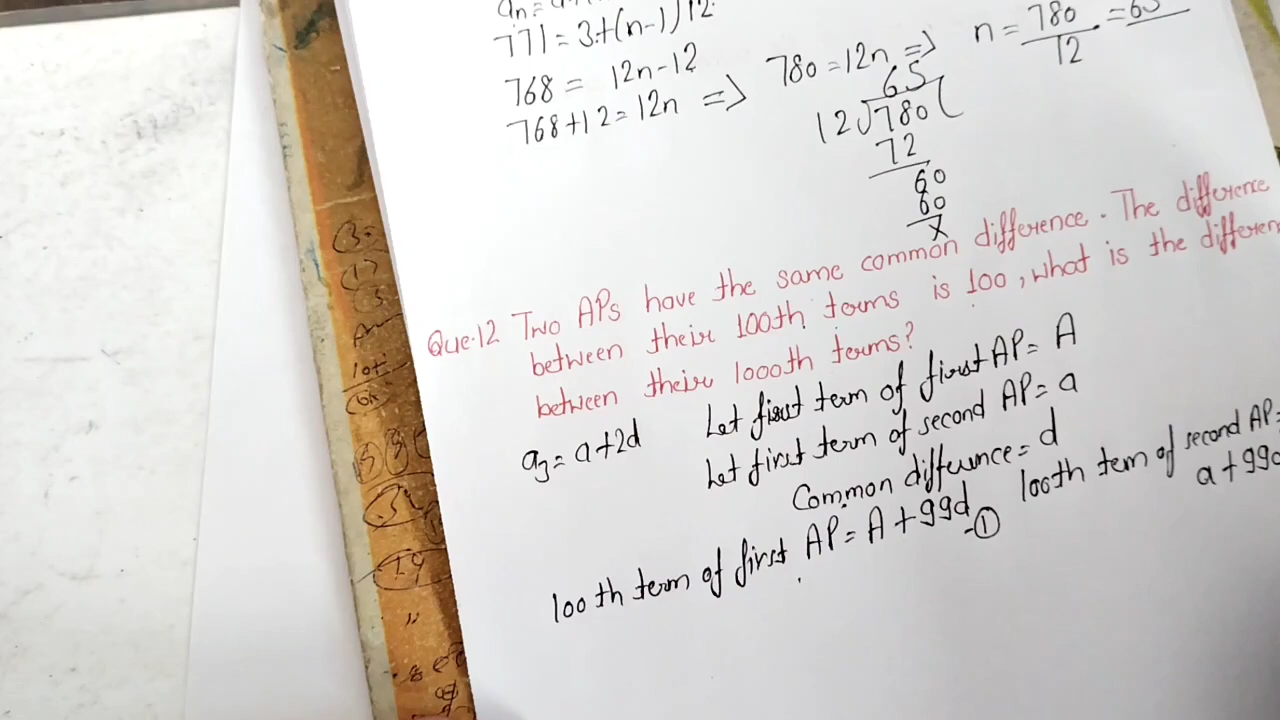 771 = 3+(n-1)12
768 = 12n-12
768+12=12n => 780=12n => n = 780/12 = 65
65
12√780(
72
60
60
x
Que.12 Two APs have the same common difference. The difference
between their 100th terms is 100, what is the differen
between their 1000th terms?
a3 = a+2d
Let first term of first AP = A
Let first term of second AP = a
Common difference = d
100th term of first AP = A+99d -①
100th term of second AP =
a+99d